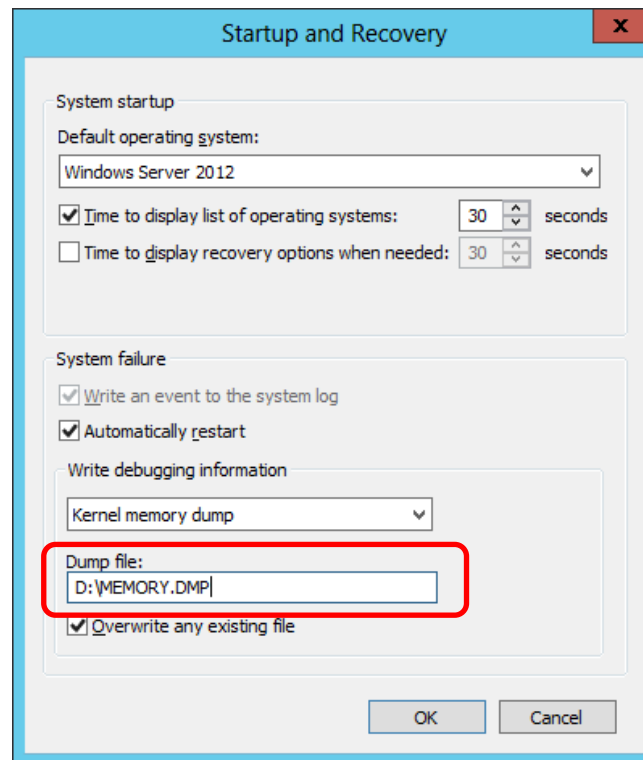 Startup and Recovery
x
System startup
Default operating system:
Windows Server 2012
Time to display list of operating systems: 30 seconds
Time to display recovery options when needed: 30 seconds
System failure
Write an event to the system log
Automatically restart
Write debugging information
Kernel memory dump
Dump file:
D:\MEMORY.DMP
Overwrite any existing file
OK Cancel